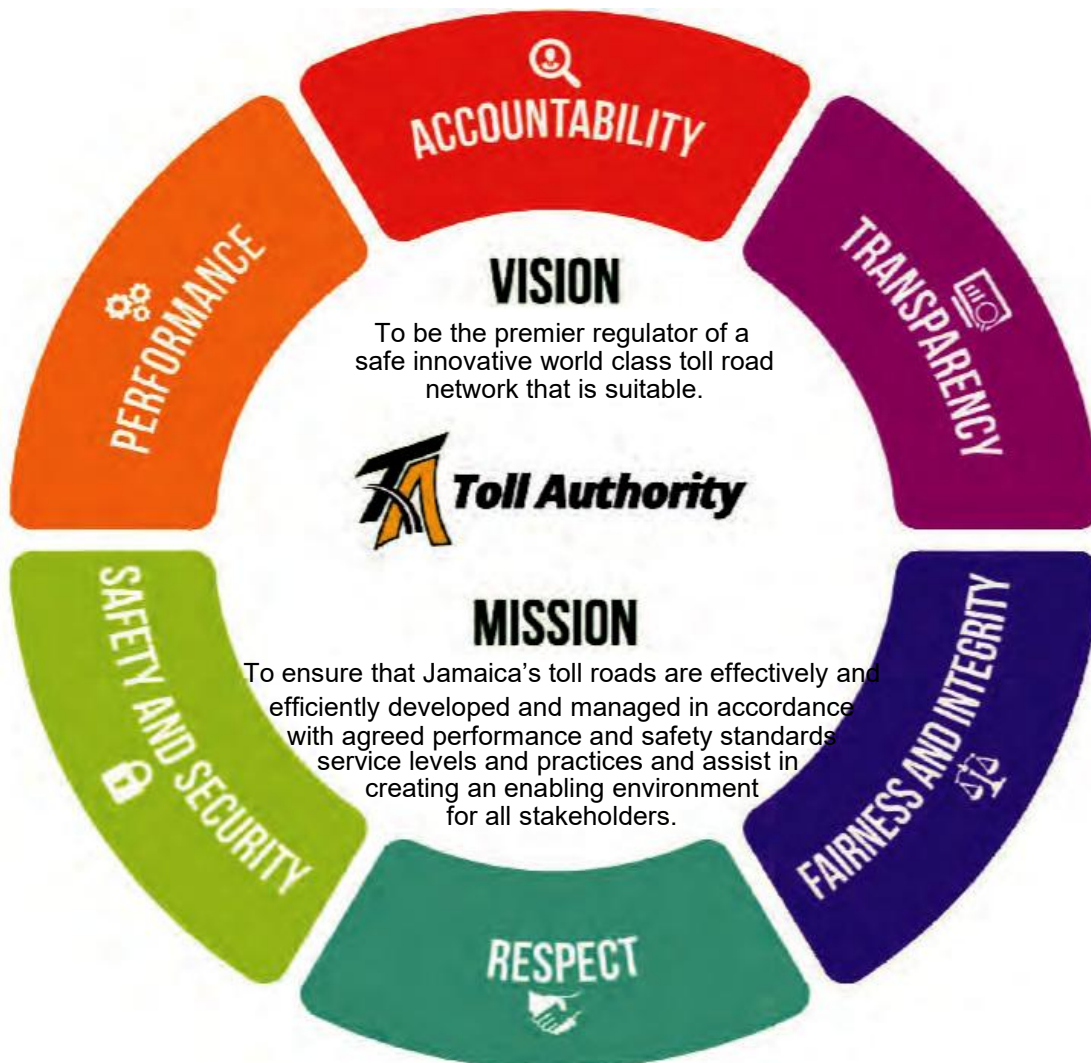 ACCOUNTABILITY
TRANSPARENCY
PERFORMANCE
VISION
To be the premier regulator of a
safe innovative world class toll road
network that is suitable.
TA Toll Authority
MISSION
To ensure that Jamaica’s toll roads are effectively and
efficiently developed and managed in accordance
with agreed performance and safety standards
service levels and practices and assist in
creating an enabling environment
for all stakeholders.
SAFETY AND SECURITY
FAIRNESS AND INTEGRITY
RESPECT